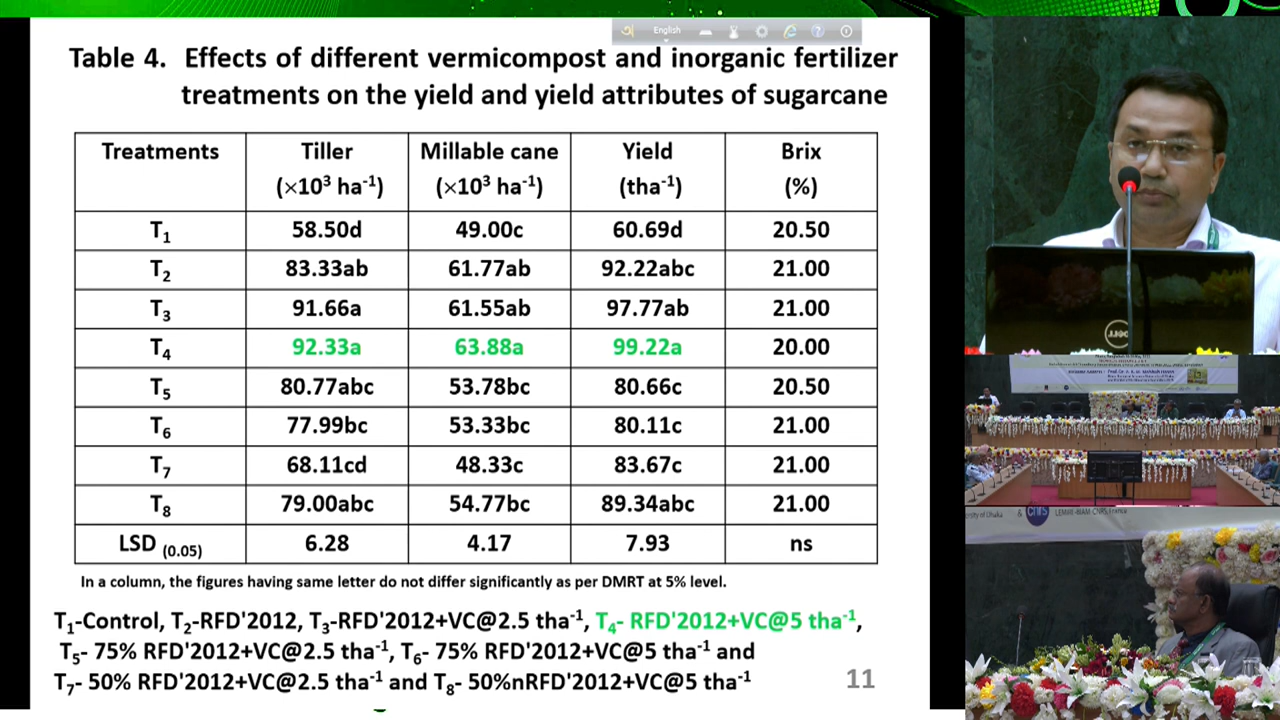 English
Table 4. Effects of different vermicompost and inorganic fertilizer
treatments on the yield and yield attributes of sugarcane
Treatments Tiller Millable cane Yield Brix
(×10³ ha⁻¹) (×10³ ha⁻¹) (tha⁻¹) (%)
T₁ 58.50d 49.00c 60.69d 20.50
T₂ 83.33ab 61.77ab 92.22abc 21.00
T₃ 91.66a 61.55ab 97.77ab 21.00
T₄ 92.33a 63.88a 99.22a 20.00
T₅ 80.77abc 53.78bc 80.66c 20.50
T₆ 77.99bc 53.33bc 80.11c 21.00
T₇ 68.11cd 48.33c 83.67c 21.00
T₈ 79.00abc 54.77bc 89.34abc 21.00
LSD (0.05) 6.28 4.17 7.93 ns
In a column, the figures having same letter do not differ significantly as per DMRT at 5% level.
T₁-Control, T₂-RFD'2012, T₃-RFD'2012+VC@2.5 tha⁻¹, T₄- RFD'2012+VC@5 tha⁻¹,
T₅- 75% RFD'2012+VC@2.5 tha⁻¹, T₆- 75% RFD'2012+VC@5 tha⁻¹ and
T₇- 50% RFD'2012+VC@2.5 tha⁻¹ and T₈- 50%nRFD'2012+VC@5 tha⁻¹
11
of Dhaka & cnrs